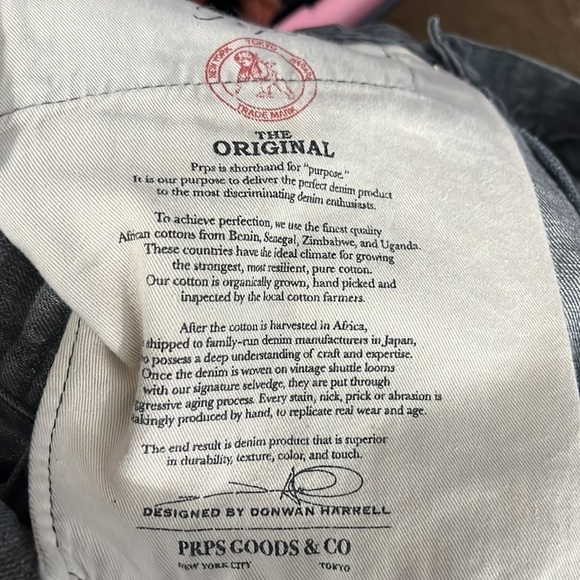 NEW YORK TOKYO
TRADE MARK
THE
ORIGINAL
Prps is shorthand for "purpose."
It is our purpose to deliver the perfect denim product
to the most discriminating denim enthusiasts.
To achieve perfection, we use the finest quality
African cottons from Benin, Senegal, Zimbabwe, and Uganda.
These countries have the ideal climate for growing
the strongest, most resilient, pure cotton.
Our cotton is organically grown, hand picked and
inspected by the local cotton farmers.
After the cotton is harvested in Africa,
shipped to family-run denim manufacturers in Japan,
o possess a deep understanding of craft and expertise.
Once the denim is woven on vintage shuttle looms
with our signature selvedge, they are put through
gressive aging process. Every stain, nick, prick or abrasion is
takingly produced by hand, to replicate real wear and age.
The end result is denim product that is superior
in durability, texture, color, and touch.
DESIGNED BY DONWAN HARRELL
PRPS GOODS & CO
NEW YORK CITY TOKYO